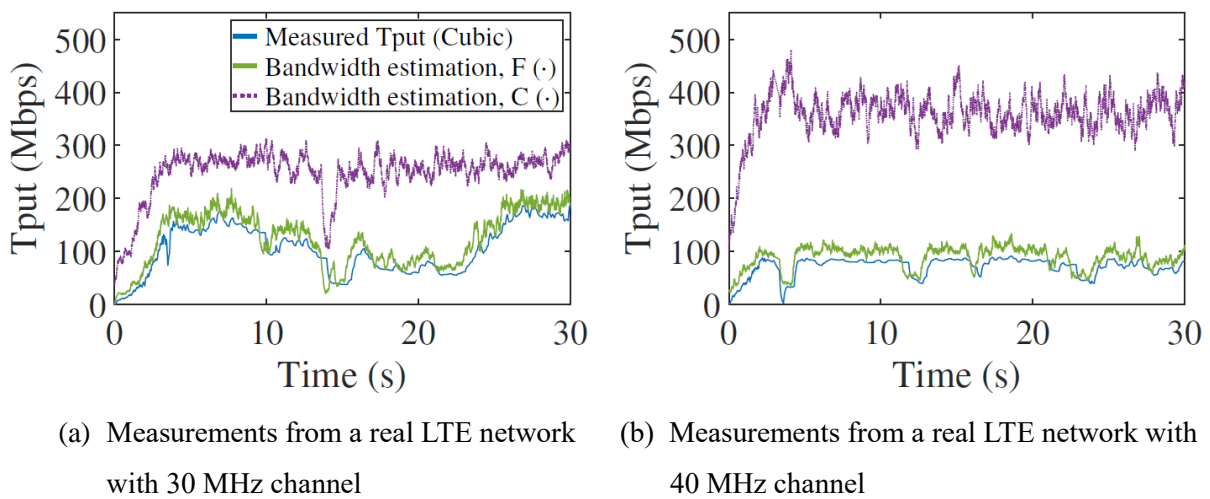 500
400
300
200
100
0
Tput (Mbps)
Measured Tput (Cubic)
Bandwidth estimation, F (·)
Bandwidth estimation, C (·)
0 10 20 30
Time (s)
500
400
300
200
100
0
Tput (Mbps)
0 10 20 30
Time (s)
(a) Measurements from a real LTE network
with 30 MHz channel
(b) Measurements from a real LTE network with
40 MHz channel